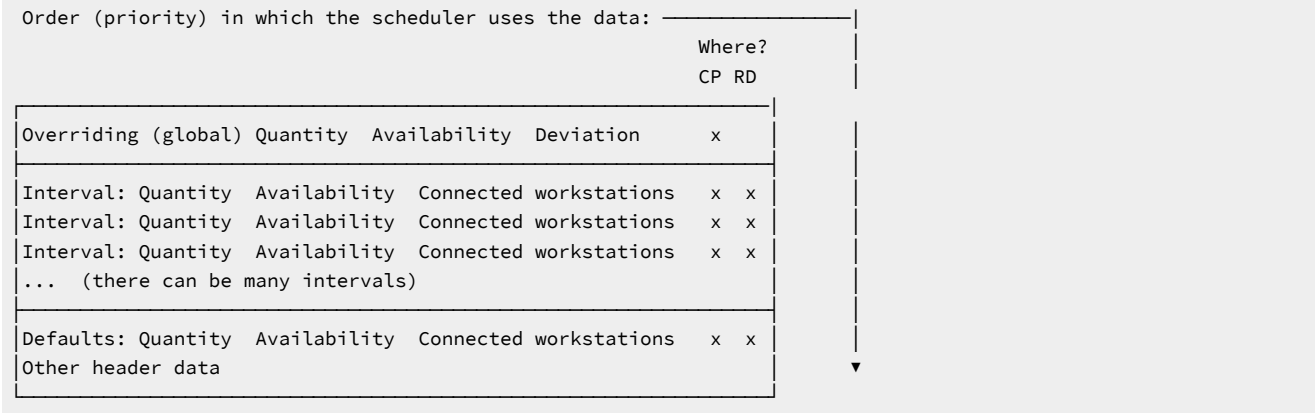 Order (priority) in which the scheduler uses the data:
Where?
CP RD
Overriding (global) Quantity Availability Deviation x
Interval: Quantity Availability Connected workstations x x
Interval: Quantity Availability Connected workstations x x
Interval: Quantity Availability Connected workstations x x
... (there can be many intervals)
Defaults: Quantity Availability Connected workstations x x
Other header data